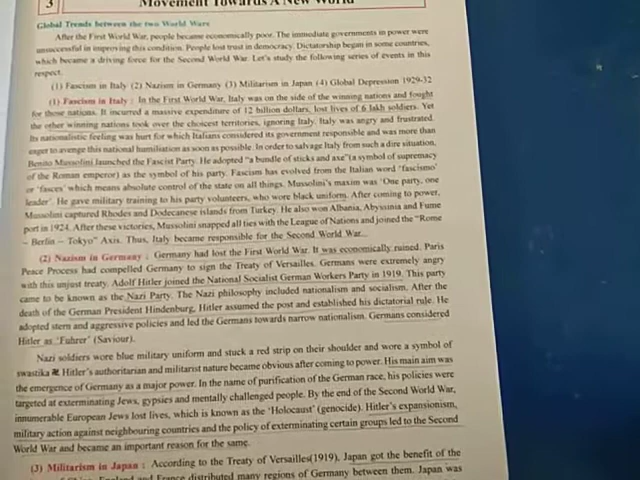 3
Movement Towards A New World
Global Trends between the two World Wars
After the First World War, people became economically poor. The immediate governments in power were
unsuccessful in improving this condition. People lost trust in democracy. Dictatorship began in some countries,
which became a driving force for the Second World War. Let's study the following series of events in this
respect.
(1) Fascism in Italy (2) Nazism in Germany (3) Militarism in Japan (4) Global Depression 1929-32
(1) Fascism in Italy : In the First World War, Italy was on the side of the winning nations and fought
for those nations. It incurred a massive expenditure of 12 billion dollars, lost lives of 6 lakh soldiers. Yet
the other winning nations took over the choicest territories, ignoring Italy. Italy was angry and frustrated.
Its nationalistic feeling was hurt for which Italians considered its government responsible and was more than
eager to avenge this national humiliation as soon as possible. In order to salvage Italy from such a dire situation,
Benito Mussolini launched the Fascist Party. He adopted "a bundle of sticks and axe"(a symbol of supremacy
of the Roman emperor) as the symbol of his party. Fascism has evolved from the Italian word 'fascismo'
or 'fasces' which means absolute control of the state on all things. Mussolini's maxim was 'One party, one
leader'. He gave military training to his party volunteers, who wore black uniform. After coming to power,
Mussolini captured Rhodes and Dodecanese islands from Turkey. He also won Albania, Abyssinia and Fume
port in 1924. After these victories, Mussolini snapped all ties with the League of Nations and joined the "Rome
– Berlin – Tokyo" Axis. Thus, Italy became responsible for the Second World War.
(2) Nazism in Germany : Germany had lost the First World War. It was economically ruined. Paris
Peace Process had compelled Germany to sign the Treaty of Versailles. Germans were extremely angry
with this unjust treaty. Adolf Hitler joined the National Socialist German Workers Party in 1919. This party
came to be known as the Nazi Party. The Nazi philosophy included nationalism and socialism. After the
death of the German President Hindenburg, Hitler assumed the post and established his dictatorial rule. He
adopted stern and aggressive policies and led the Germans towards narrow nationalism. Germans considered
Hitler as 'Fuhrer' (Saviour).
Nazi soldiers wore blue military uniform and stuck a red strip on their shoulder and wore a symbol of
swastika 卐. Hitler's authoritarian and militarist nature became obvious after coming to power. His main aim was
the emergence of Germany as a major power. In the name of purification of the German race, his policies were
targeted at exterminating Jews, gypsies and mentally challenged people. By the end of the Second World War,
innumerable European Jews lost lives, which is known as the 'Holocaust' (genocide). Hitler's expansionism,
military action against neighbouring countries and the policy of exterminating certain groups led to the Second
World War and became an important reason for the same.
(3) Militarism in Japan : According to the Treaty of Versailles(1919), Japan got the benefit of the
of China. England and France distributed many regions of Germany between them. Japan was